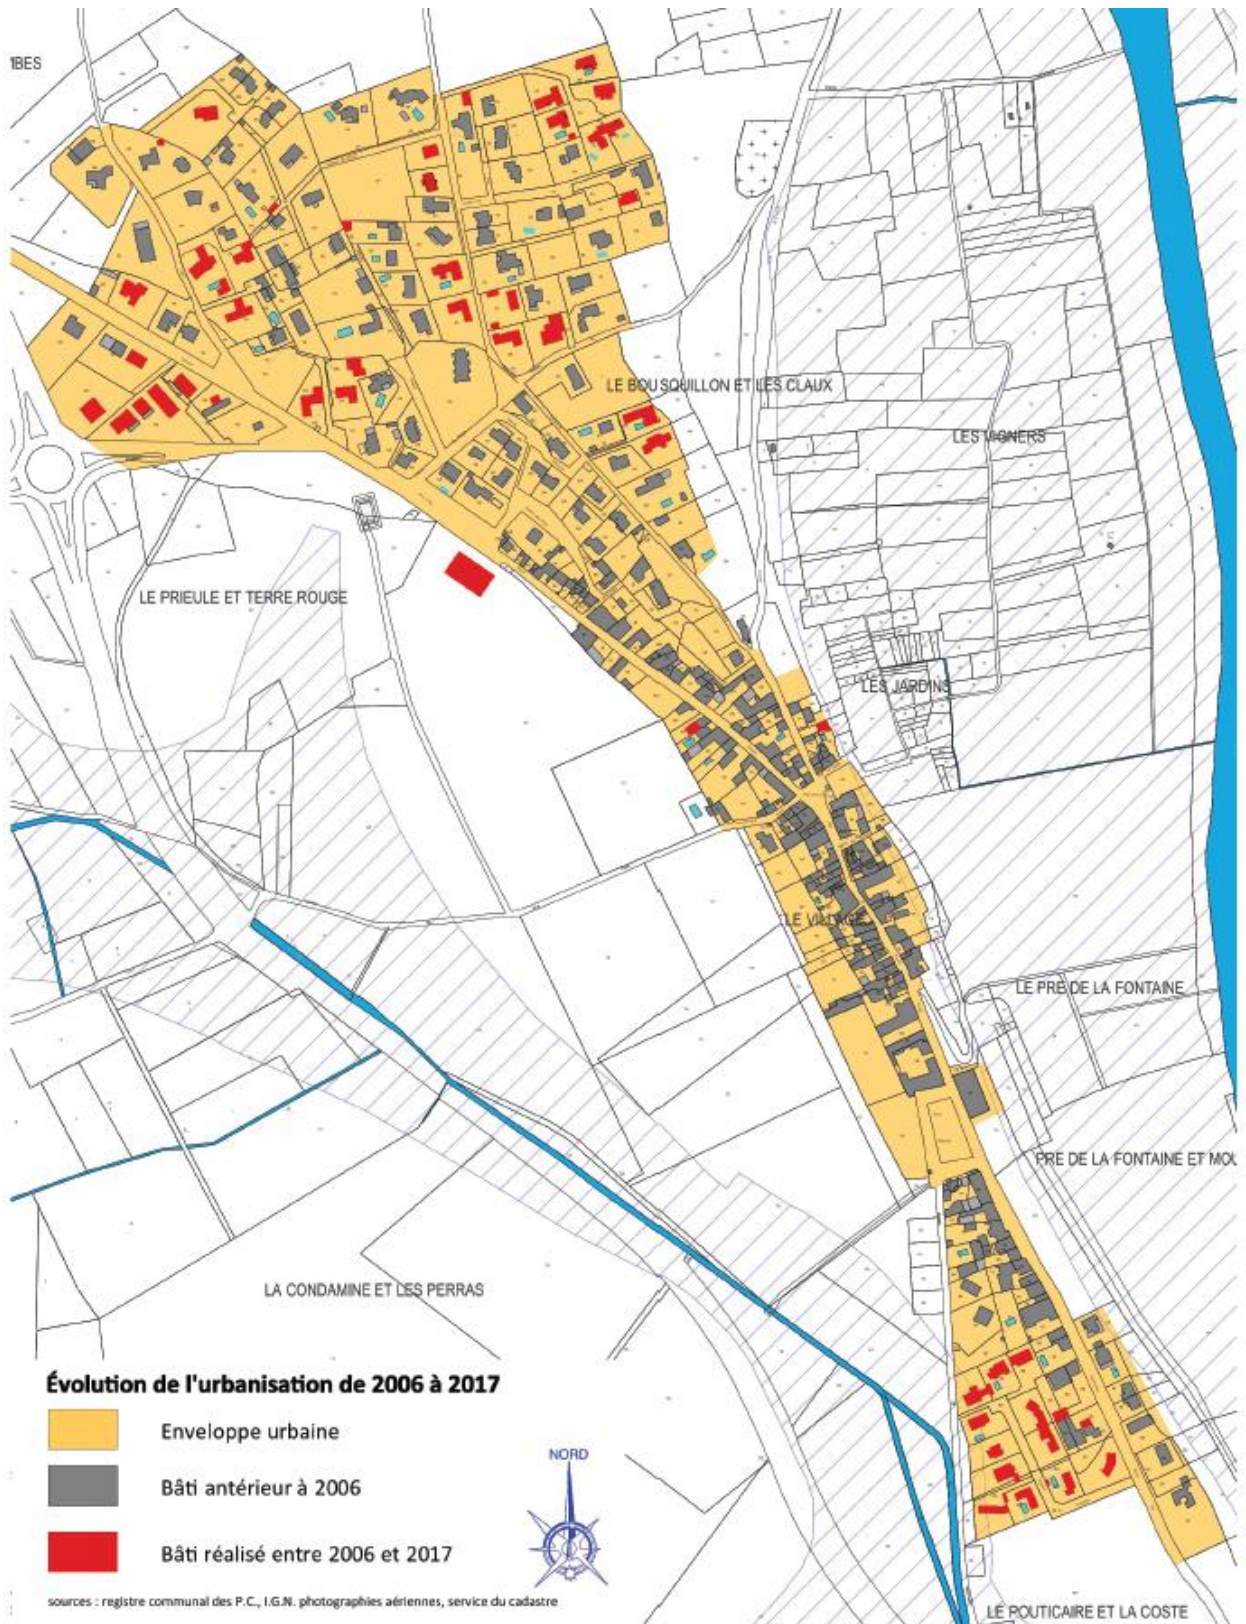 LE BOUSQUILLON ET LES CLAUX
LES VIGNERS
LE PRIEULE ET TERRE ROUGE
LES JARDINS
LE VILLAGE
LE PRE DE LA FONTAINE
PRE DE LA FONTAINE ET MOU
LA CONDAMINE ET LES PERRAS
Évolution de l'urbanisation de 2006 à 2017
Enveloppe urbaine
NORD
Bâti antérieur à 2006
Bâti réalisé entre 2006 et 2017
sources : registre communal des P.C., I.G.N. photographies aériennes, service du cadastre
LE POUTICAIRE ET LA COSTE